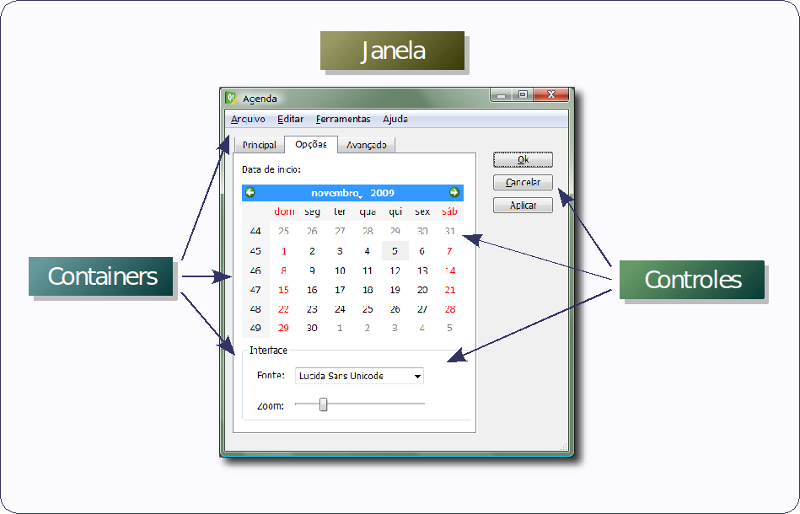 Janela
Agenda
Arquivo Editar Ferramentas Ajuda
Principal Opções Avançado
Data de inicio:
novembro, 2009
dom seg ter qua qui sex sáb
44 25 26 27 28 29 30 31
45 1 2 3 4 5 6 7
46 8 9 10 11 12 13 14
47 15 16 17 18 19 20 21
48 22 23 24 25 26 27 28
49 29 30 1 2 3 4 5
Interface
Fonte: Lucida Sans Unicode
Zoom:
Ok
Cancelar
Aplicar
Containers
Controles